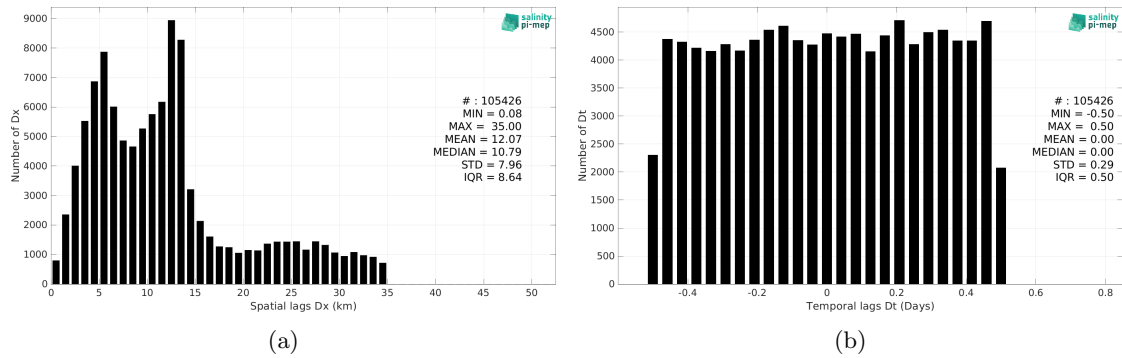 salinity
pi-mep
9000
8000
7000
6000
5000
4000
3000
2000
1000
0
Number of Dx
# : 105426
MIN = 0.08
MAX = 35.00
MEAN = 12.07
MEDIAN = 10.79
STD = 7.96
IQR = 8.64
0 5 10 15 20 25 30 35 40 45 50
Spatial lags Dx (km)
(a)
salinity
pi-mep
4500
4000
3500
3000
2500
2000
1500
1000
500
0
Number of Dt
# : 105426
MIN = -0.50
MAX = 0.50
MEAN = 0.00
MEDIAN = 0.00
STD = 0.29
IQR = 0.50
-0.4 -0.2 0 0.2 0.4 0.6 0.8
Temporal lags Dt (Days)
(b)